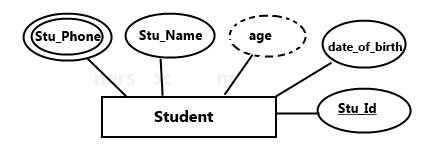 Stu_Phone
Stu_Name
age
date_of_birth
Stu_Id
Student